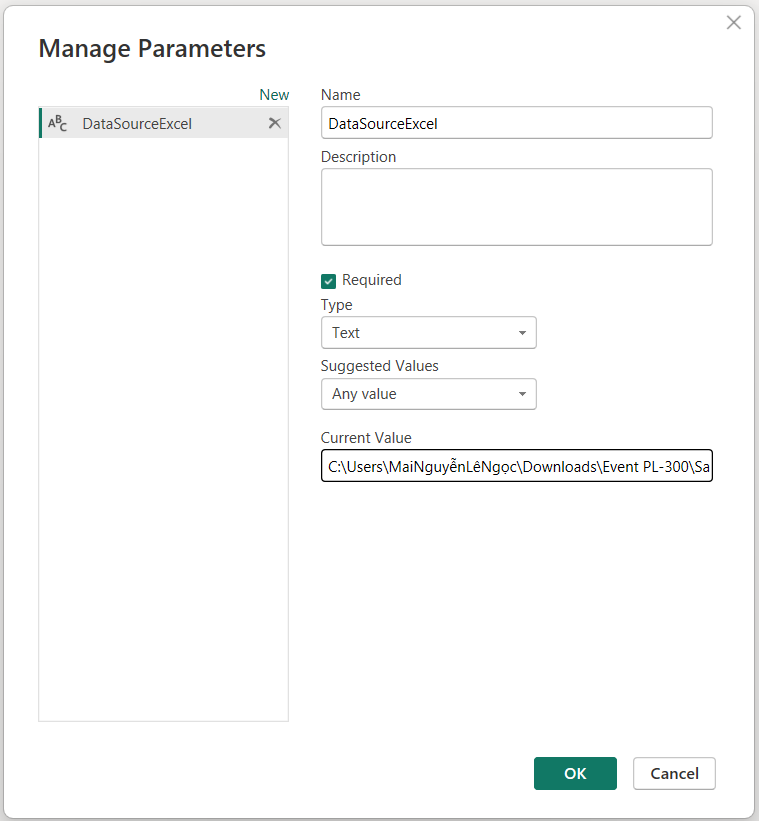 Manage Parameters
New
ABC DataSourceExcel
Name
DataSourceExcel
Description
Required
Type
Text
Suggested Values
Any value
Current Value
C:\Users\MaiNguyễnLêNgọc\Downloads\Event PL-300\Sa
OK
Cancel